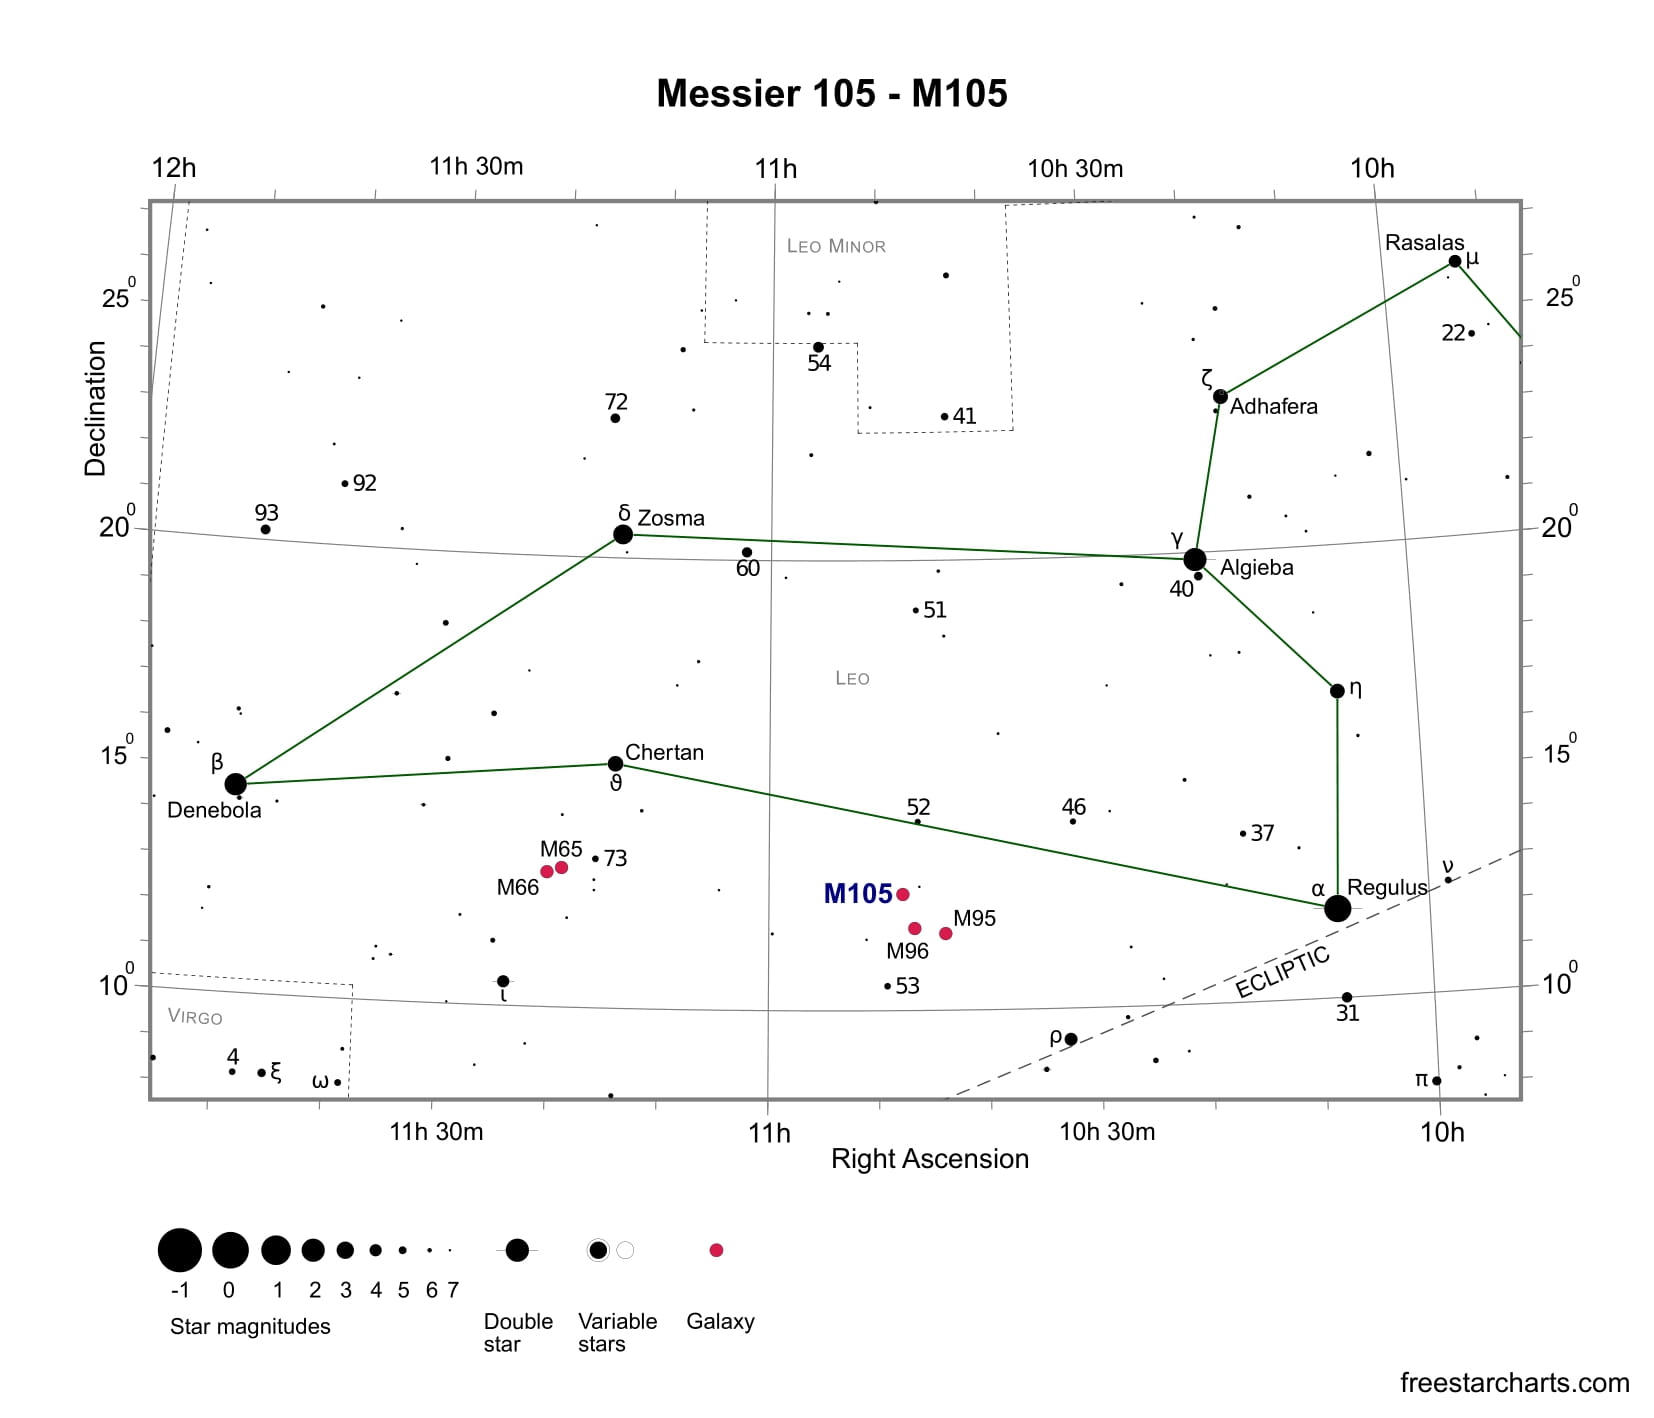 Messier 105 - M105
12h
11h 30m
11h
10h 30m
10h
Rasalas
μ
LEO MINOR
25⁰
25⁰
22
54
ζ
Adhafera
72
41
Declination
92
93
δ
Zosma
γ
20⁰
20⁰
60
Algieba
40
51
LEO
η
15⁰
15⁰
β
Chertan
ϑ
Denebola
52
46
37
M65
73
M66
M105
α
Regulus
ν
M95
M96
ECLIPTIC
10⁰
10⁰
ι
53
31
VIRGO
ρ
4
ξ
ω
π
11h 30m
11h
10h 30m
10h
Right Ascension
-1 0 1 2 3 4 5 6 7
Star magnitudes
Double
star
Variable
stars
Galaxy
freestarcharts.com